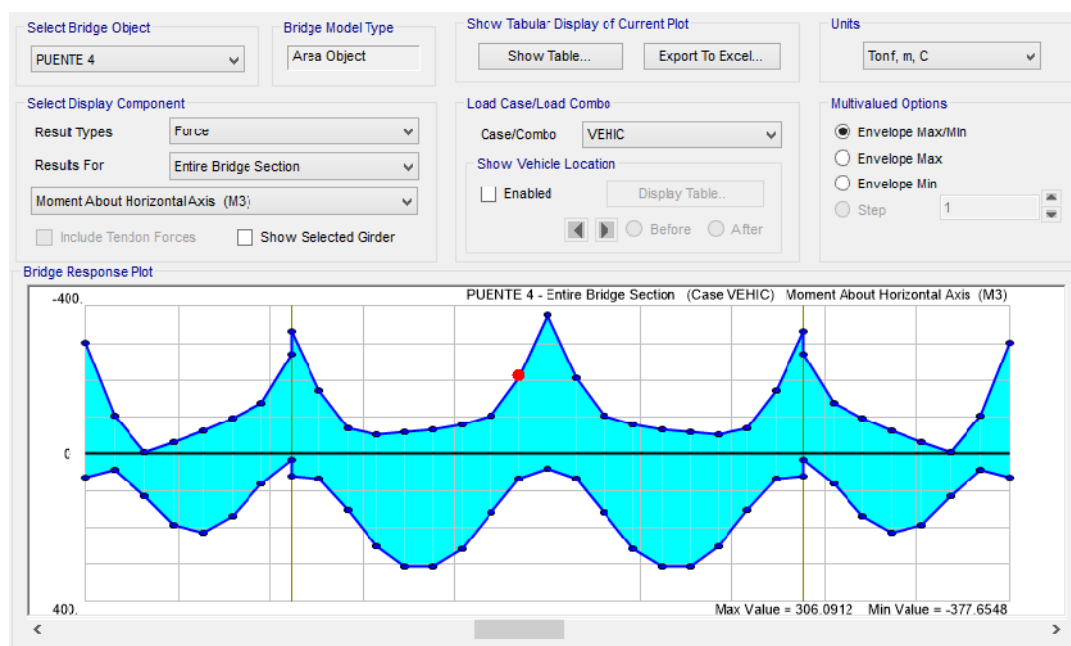 Select Bridge Object
PUENTE 4
Bridge Model Type
Area Object
Show Tabular Display of Current Plot
Show Table...
Export To Excel...
Units
Tonf, m, C
Select Display Component
Result Types
Force
Results For
Entire Bridge Section
Moment About Horizontal Axis (M3)
Include Tendon Forces
Show Selected Girder
Load Case/Load Combo
Case/Combo
VEHIC
Show Vehicle Location
Enabled
Display Table..
Before
After
Multivalued Options
Envelope Max/Min
Envelope Max
Envelope Min
Step
1
Bridge Response Plot
PUENTE 4 - Entire Bridge Section (Case VEHIC) Moment About Horizontal Axis (M3)
-400.
0
400.
Max Value = 306.0912 Min Value = -377.6548